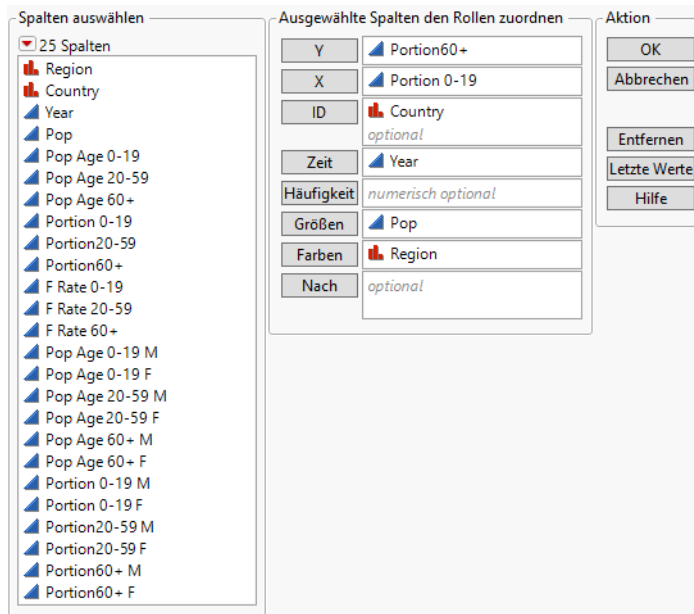 Spalten auswählen
25 Spalten
Region
Country
Year
Pop
Pop Age 0-19
Pop Age 20-59
Pop Age 60+
Portion 0-19
Portion20-59
Portion60+
F Rate 0-19
F Rate 20-59
F Rate 60+
Pop Age 0-19 M
Pop Age 0-19 F
Pop Age 20-59 M
Pop Age 20-59 F
Pop Age 60+ M
Pop Age 60+ F
Portion 0-19 M
Portion 0-19 F
Portion20-59 M
Portion20-59 F
Portion60+ M
Portion60+ F
Ausgewählte Spalten den Rollen zuordnen
Y Portion60+
X Portion 0-19
ID Country
optional
Zeit Year
Häufigkeit numerisch optional
Größen Pop
Farben Region
Nach optional
Aktion
OK
Abbrechen
Entfernen
Letzte Werte
Hilfe